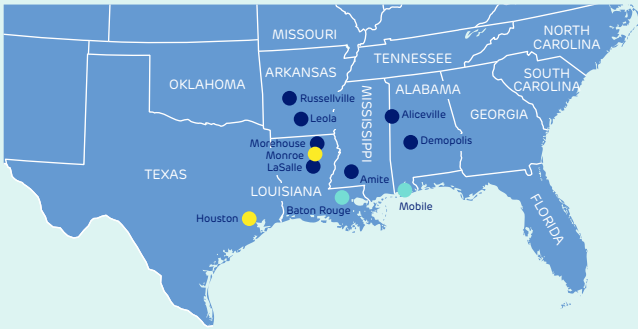 MISSOURI
NORTH
CAROLINA
TENNESSEE
ARKANSAS
OKLAHOMA
SOUTH
CAROLINA
ALABAMA
MISSISSIPPI
Russellville
GEORGIA
Leola
Aliceville
Demopolis
Morehouse
Monroe
LaSalle
TEXAS
Amite
LOUISIANA
Mobile
Baton Rouge
Houston
FLORIDA